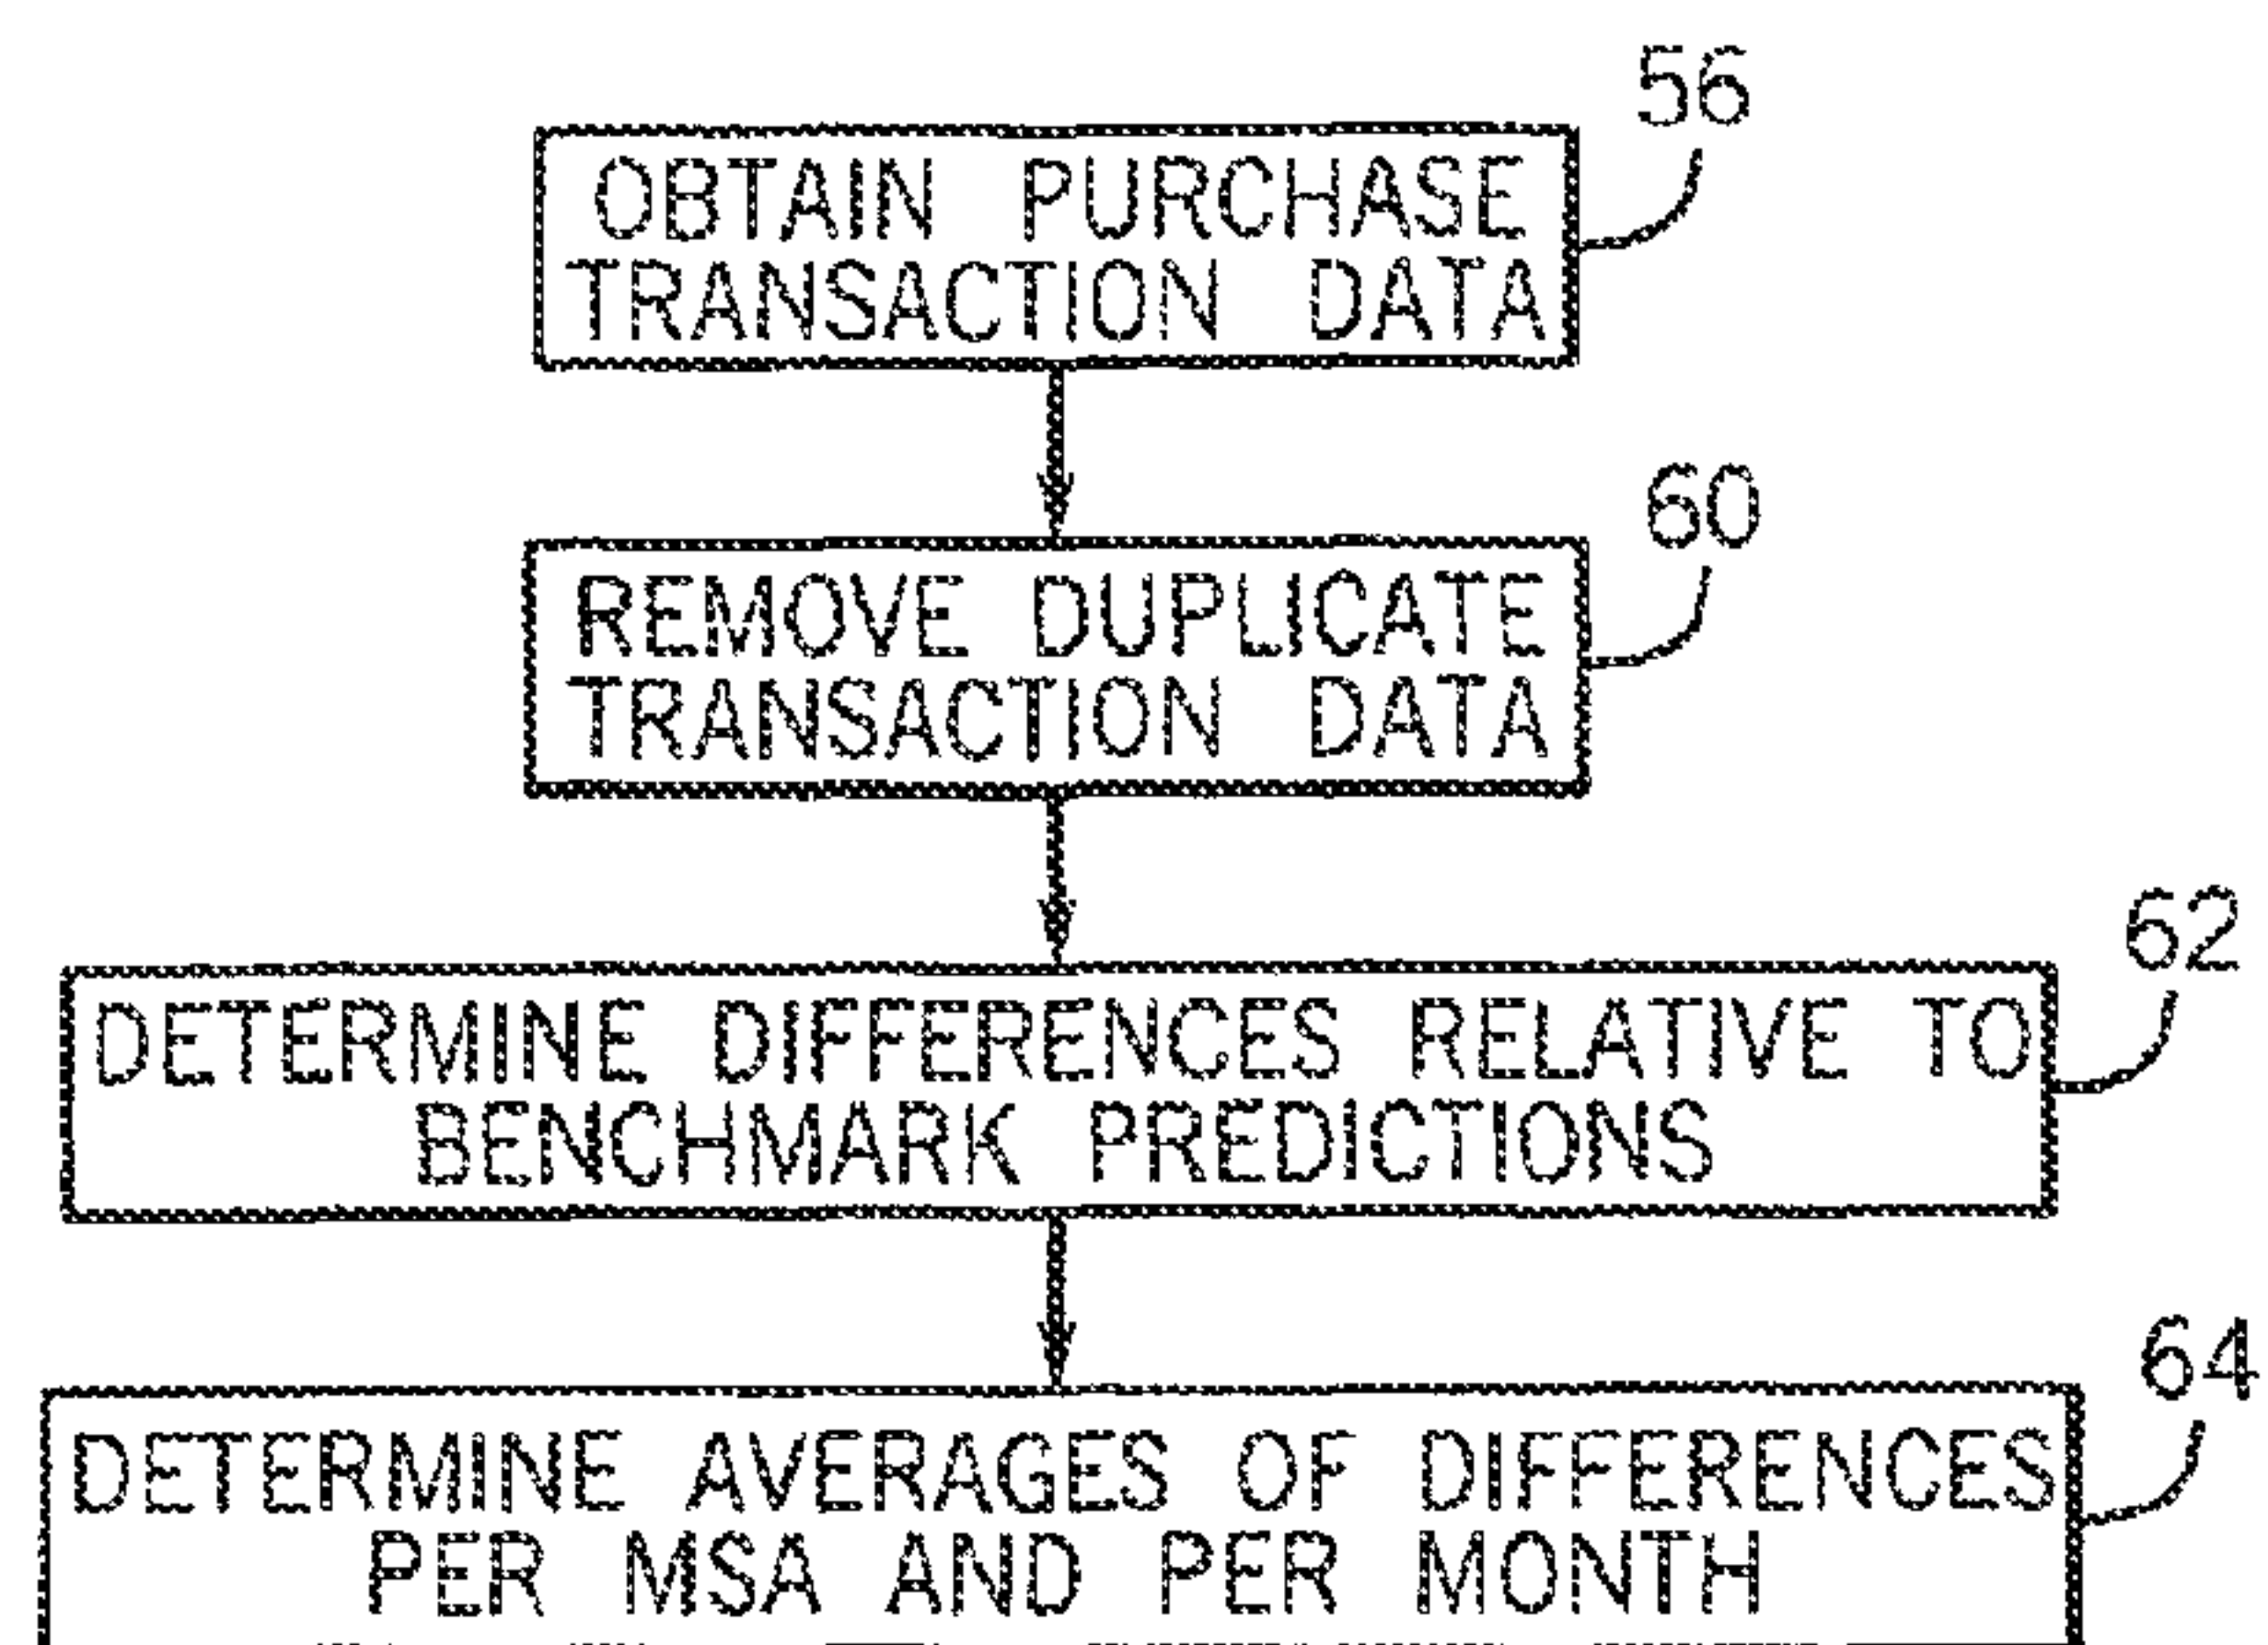 56
OBTAIN PURCHASE
TRANSACTION DATA
60
REMOVE DUPLICATE
TRANSACTION DATA
62
DETERMINE DIFFERENCES RELATIVE TO
BENCHMARK PREDICTIONS
64
DETERMINE AVERAGES OF DIFFERENCES
PER MSA AND PER MONTH